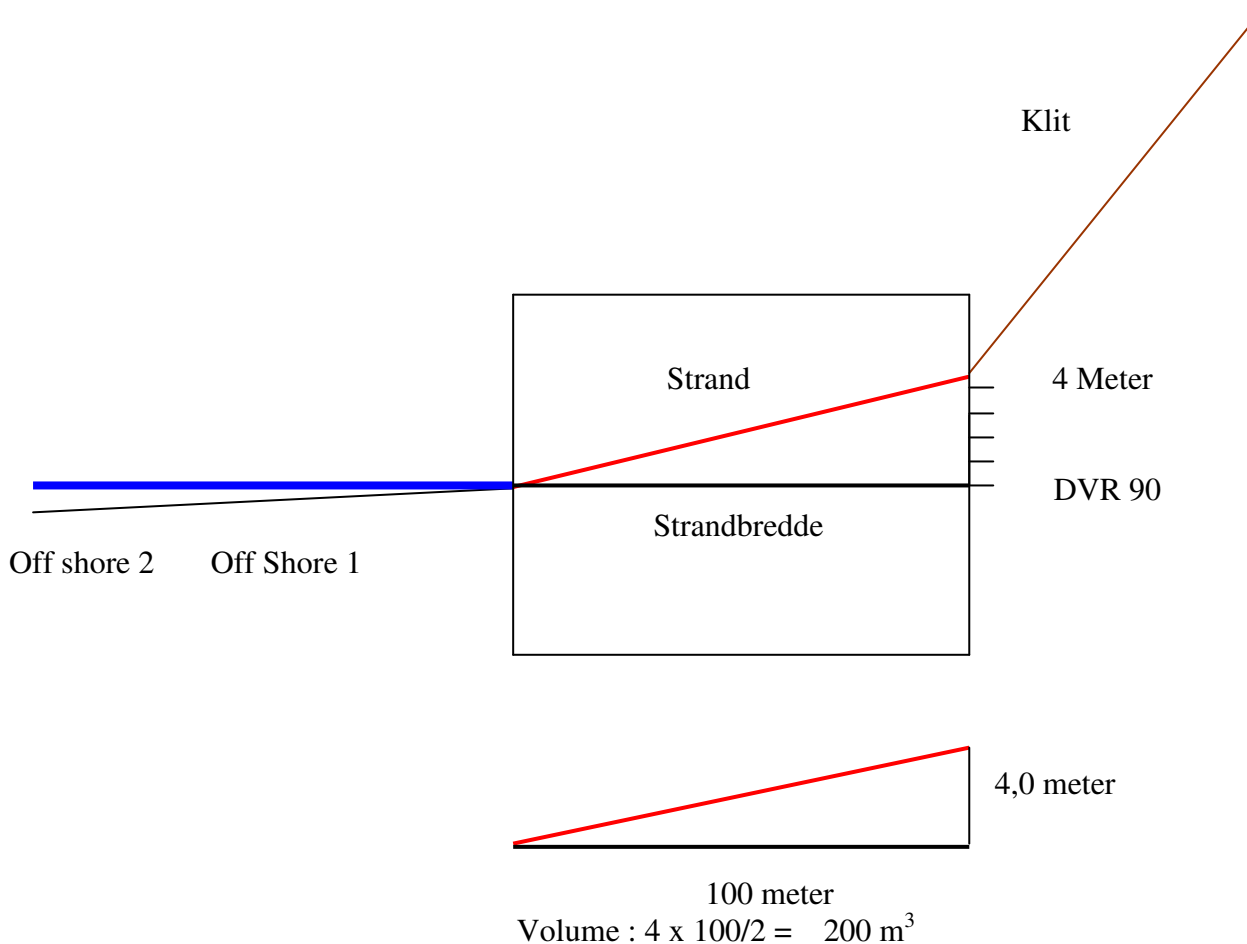 Klit
Strand
4 Meter
DVR 90
Strandbredde
Off shore 2
Off Shore 1
4,0 meter
100 meter
Volume : 4 x 100/2 = 200 m³